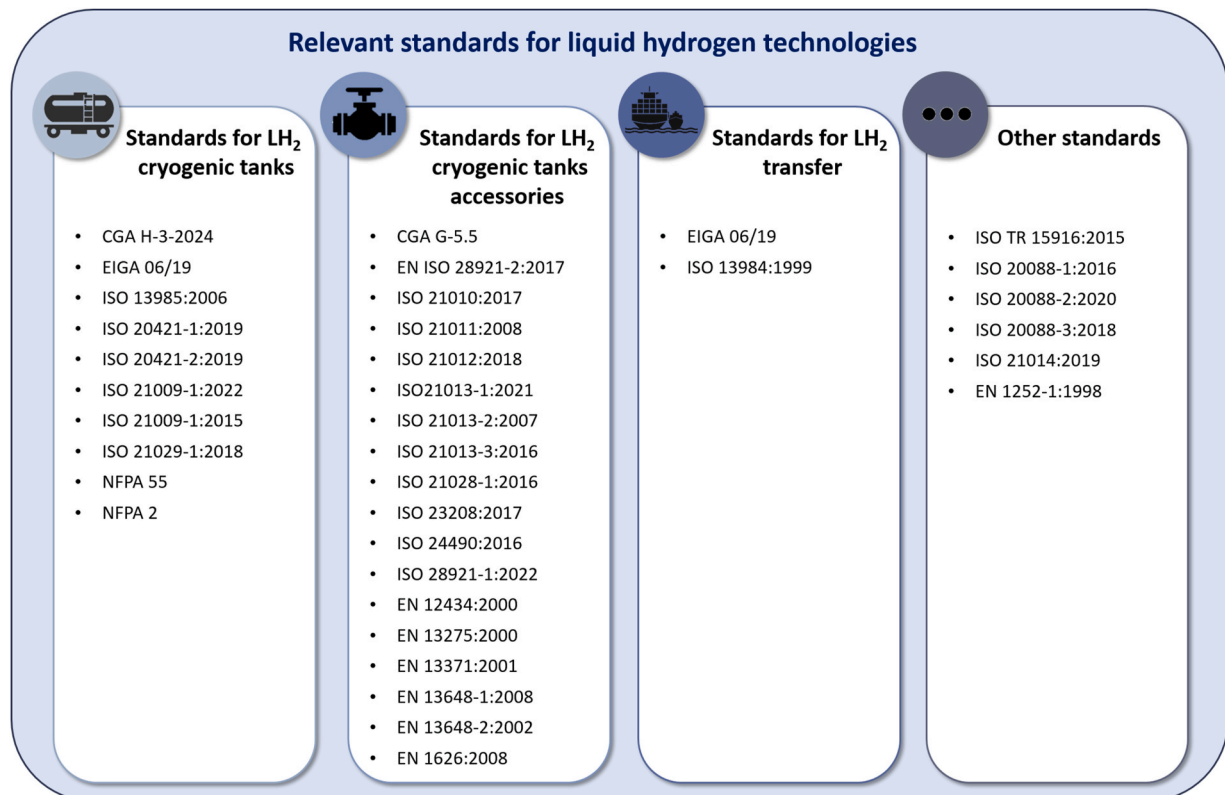 Relevant standards for liquid hydrogen technologies
Standards for LH₂
cryogenic tanks
• CGA H-3-2024
• EIGA 06/19
• ISO 13985:2006
• ISO 20421-1:2019
• ISO 20421-2:2019
• ISO 21009-1:2022
• ISO 21009-1:2015
• ISO 21029-1:2018
• NFPA 55
• NFPA 2
Standards for LH₂
cryogenic tanks
accessories
• CGA G-5.5
• EN ISO 28921-2:2017
• ISO 21010:2017
• ISO 21011:2008
• ISO 21012:2018
• ISO21013-1:2021
• ISO 21013-2:2007
• ISO 21013-3:2016
• ISO 21028-1:2016
• ISO 23208:2017
• ISO 24490:2016
• ISO 28921-1:2022
• EN 12434:2000
• EN 13275:2000
• EN 13371:2001
• EN 13648-1:2008
• EN 13648-2:2002
• EN 1626:2008
Standards for LH₂
transfer
• EIGA 06/19
• ISO 13984:1999
Other standards
• ISO TR 15916:2015
• ISO 20088-1:2016
• ISO 20088-2:2020
• ISO 20088-3:2018
• ISO 21014:2019
• EN 1252-1:1998